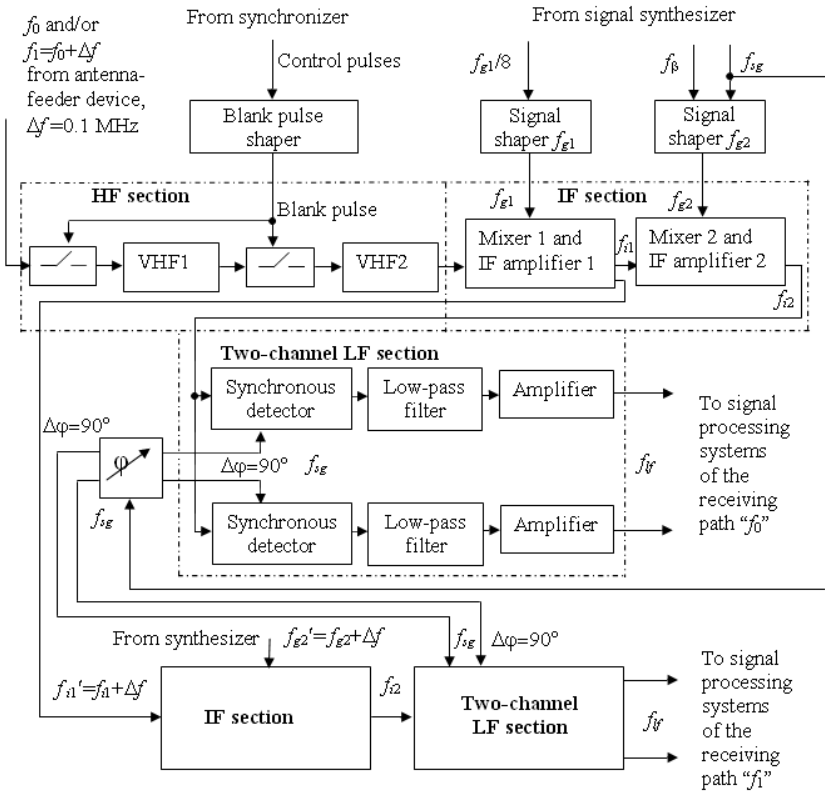 From synchronizer
From signal synthesizer
f0 and/or
f1=f0+Δf
from antenna-
feeder device,
Δf=0.1 MHz
Control pulses
fg1/8
fβ
fsg
Blank pulse
shaper
Signal
shaper fg1
Signal
shaper fg2
HF section
IF section
Blank pulse
fg1
fg2
VHF1
VHF2
Mixer 1 and
IF amplifier 1
fi1
Mixer 2 and
IF amplifier 2
fi2
Two-channel LF section
Synchronous
detector
Low-pass
filter
Amplifier
To signal
processing
systems
of the
receiving
path “f0”
Δφ=90°
φ
Δφ=90°
fsg
flf
fsg
Synchronous
detector
Low-pass
filter
Amplifier
From synthesizer
fg2'=fg2+Δf
fsg
Δφ=90°
fi1'=fi1+Δf
IF section
fi2
Two-channel
LF section
flf
To signal
processing
systems
of the
receiving
path “f1”